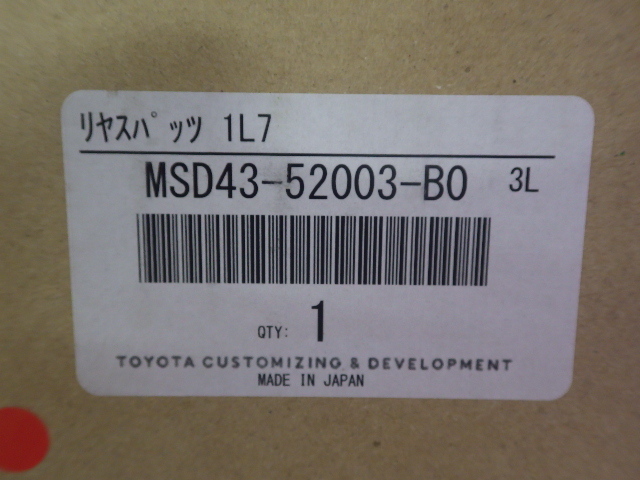 ﾘﾔｽﾊﾟｯﾂ 1L7
MSD43-52003-B0 3L
QTY: 1
TOYOTA CUSTOMIZING & DEVELOPMENT
MADE IN JAPAN